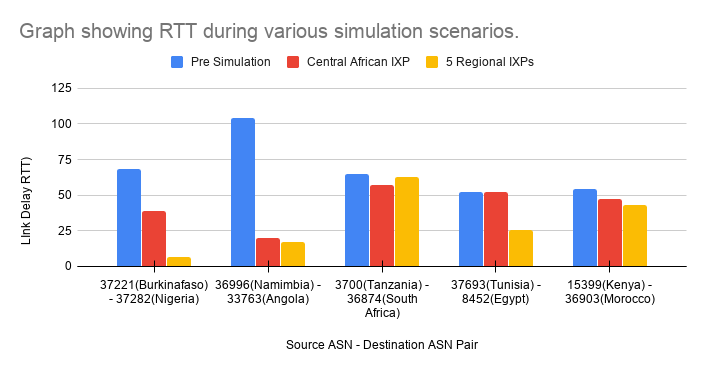 Graph showing RTT during various simulation scenarios.
Pre Simulation
Central African IXP
5 Regional IXPs
LInk Delay RTT)
125
100
75
50
25
0
37221(Burkinafaso)
- 37282(Nigeria)
36996(Namimbia) -
33763(Angola)
3700(Tanzania) -
36874(South
Africa)
37693(Tunisia) -
8452(Egypt)
15399(Kenya) -
36903(Morocco)
Source ASN - Destination ASN Pair